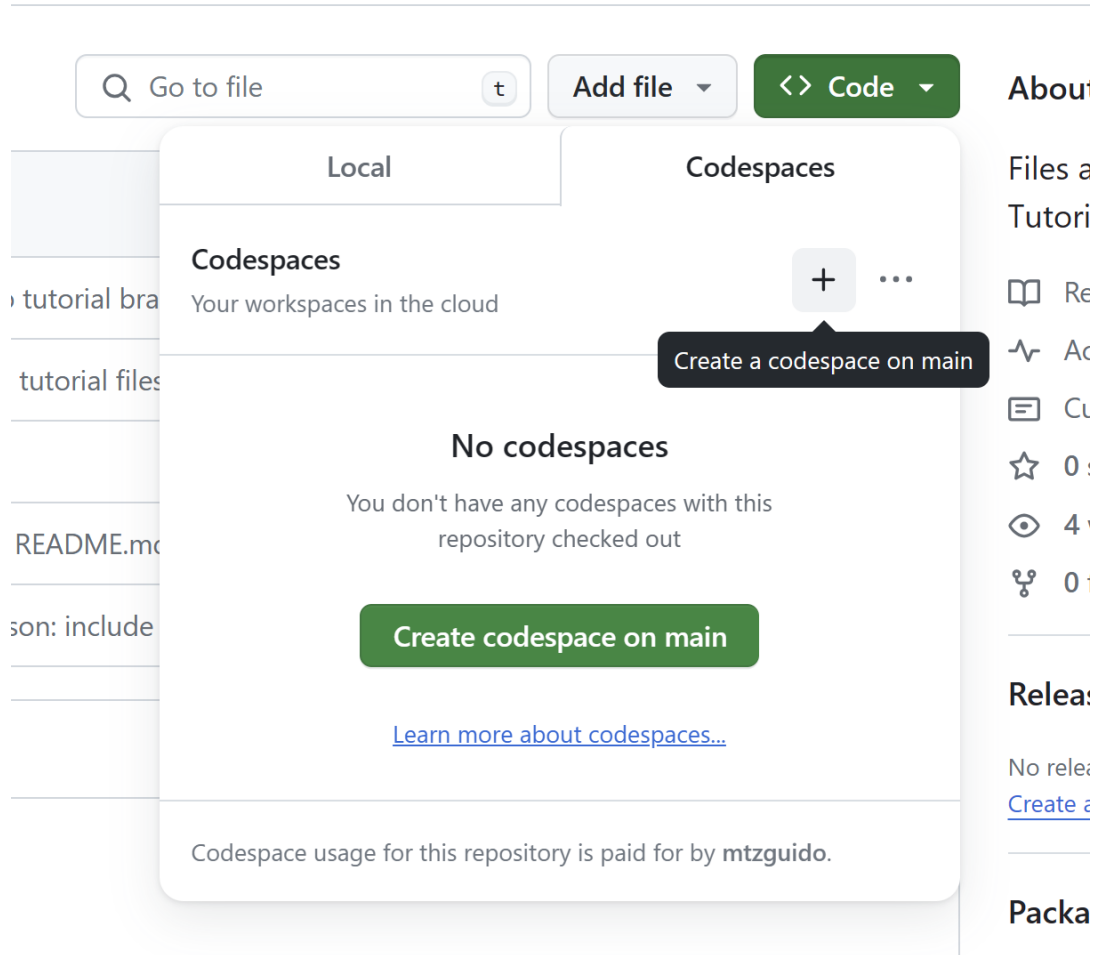 Go to file
t
Add file
Code
About
Local
Codespaces
Files a
Tutori
Codespaces
Your workspaces in the cloud
Create a codespace on main
tutorial bra
tutorial files
README.md
son: include
No codespaces
You don't have any codespaces with this
repository checked out
Create codespace on main
Learn more about codespaces...
Codespace usage for this repository is paid for by mtzguido.
Re
Ac
Cu
0
4
0
Releas
No relea
Create a
Packa